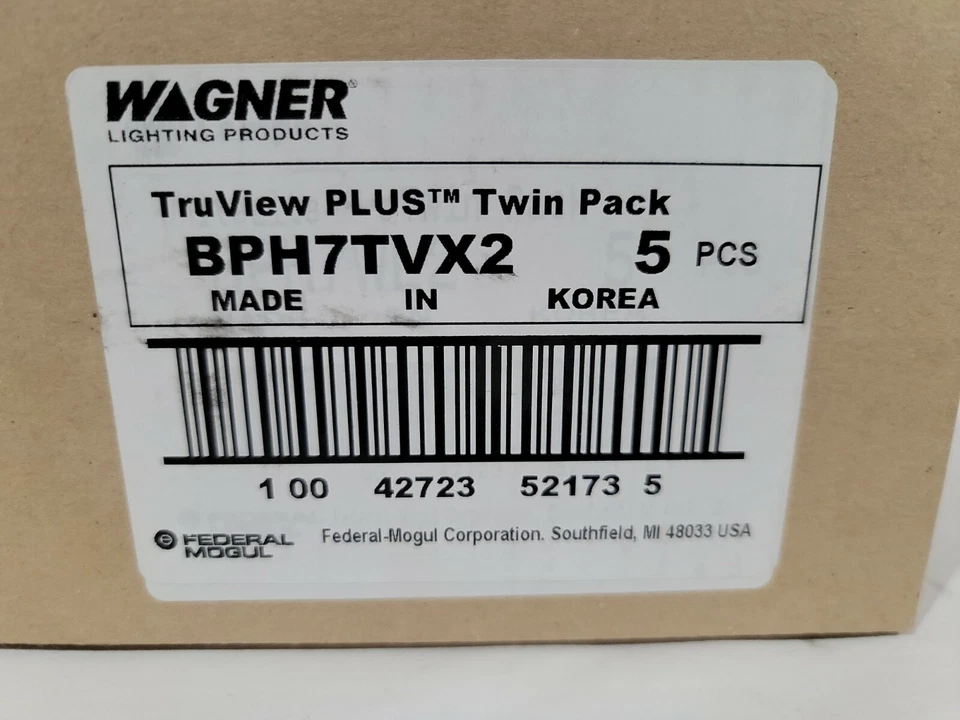 WAGNER®
LIGHTING PRODUCTS
TruView PLUS™ Twin Pack
BPH7TVX2 5 PCS
MADE IN KOREA
1 00 42723 52173 5
FEDERAL MOGUL
Federal-Mogul Corporation. Southfield, MI 48033 USA